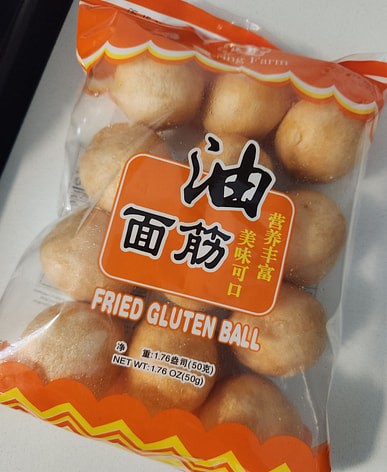 油
面筋
营养丰富
美味可口
FRIED GLUTEN BALL
净 重:1.76盎司(50克)
NET WT:1.76 OZ(50g)